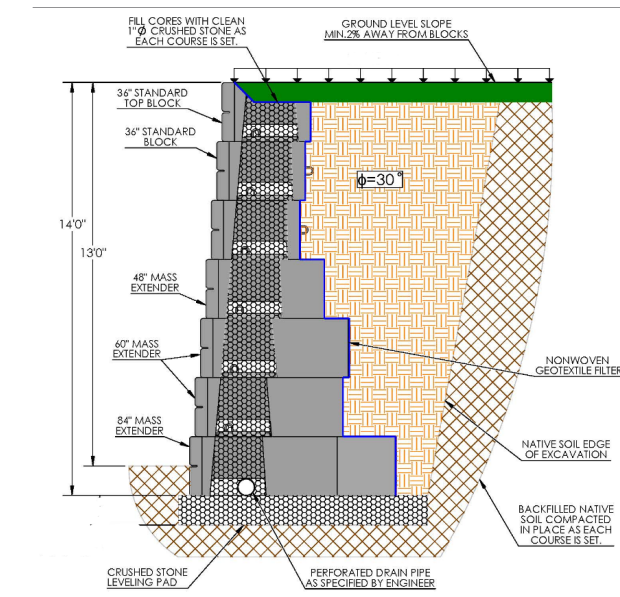 FILL CORES WITH CLEAN
1"Ø CRUSHED STONE AS
EACH COURSE IS SET.
GROUND LEVEL SLOPE
MIN.2% AWAY FROM BLOCKS
36" STANDARD
TOP BLOCK
36" STANDARD
BLOCK
ϕ=30°
14'0"
13'0"
48" MASS
EXTENDER
60" MASS
EXTENDER
84" MASS
EXTENDER
NONWOVEN
GEOTEXTILE FILTER
NATIVE SOIL EDGE
OF EXCAVATION
BACKFILLED NATIVE
SOIL COMPACTED
IN PLACE AS EACH
COURSE IS SET.
CRUSHED STONE
LEVELING PAD
PERFORATED DRAIN PIPE
AS SPECIFIED BY ENGINEER